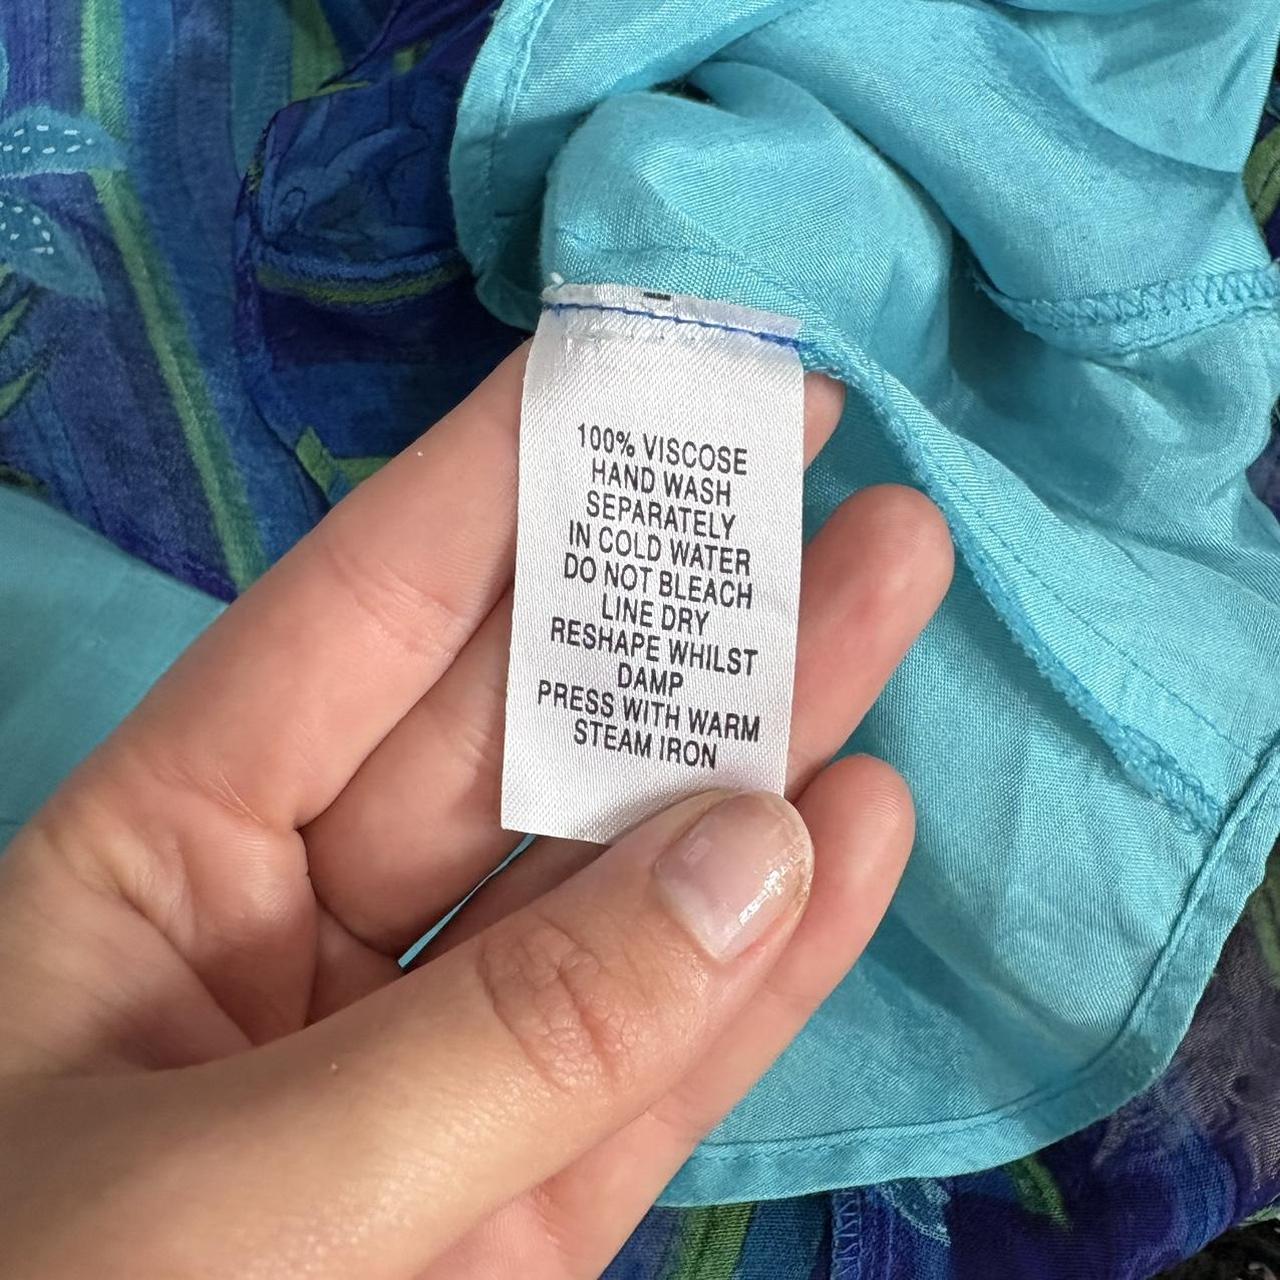 100% VISCOSE
HAND WASH
SEPARATELY
IN COLD WATER
DO NOT BLEACH
LINE DRY
RESHAPE WHILST
DAMP
PRESS WITH WARM
STEAM IRON